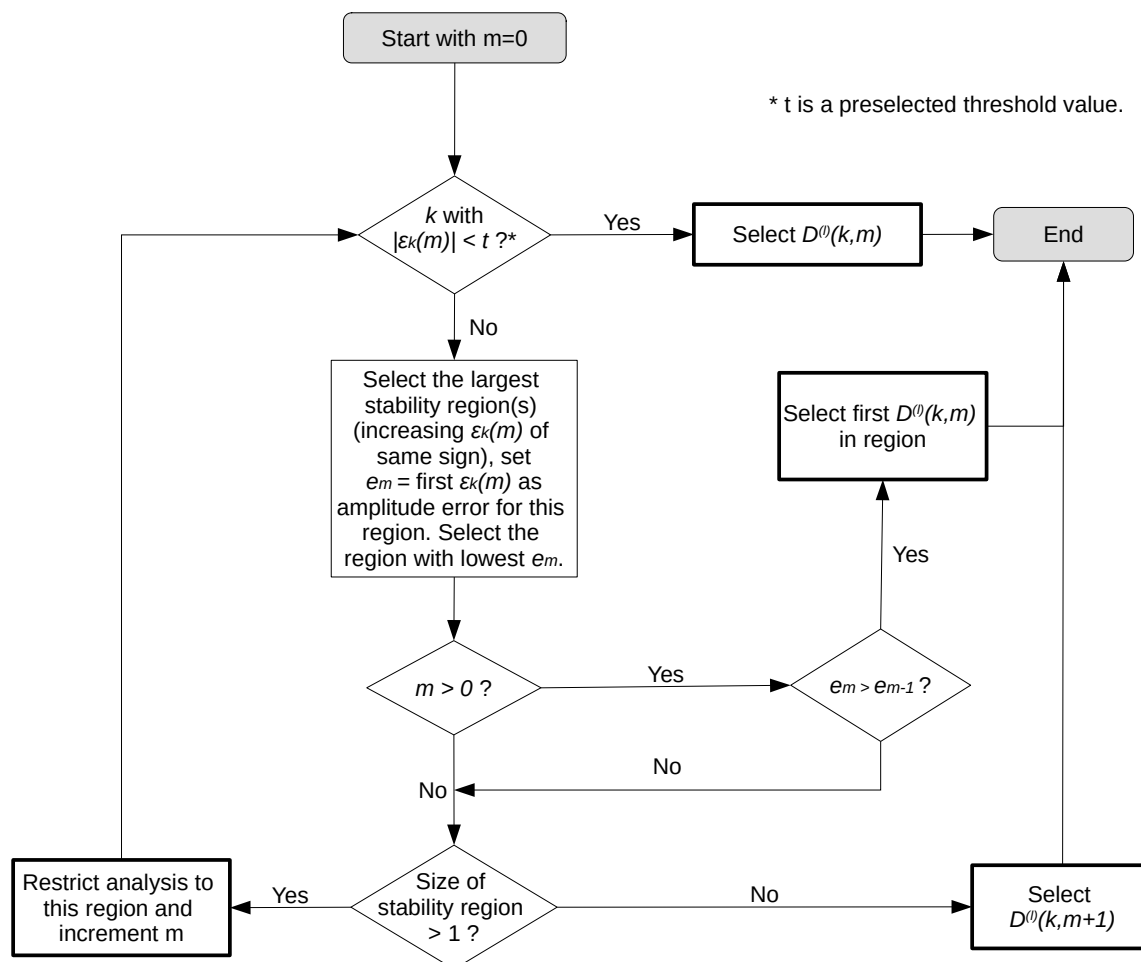 Start with m=0
* t is a preselected threshold value.
k with
|εk(m)| < t ?*
Yes
Select D(l)(k,m)
End
No
Select the largest
stability region(s)
(increasing εk(m) of
same sign), set
em = first εk(m) as
amplitude error for this
region. Select the
region with lowest em.
Select first D(l)(k,m)
in region
Yes
m > 0 ?
Yes
em > em-1 ?
No
No
Restrict analysis to
this region and
increment m
Yes
Size of
stability region
> 1 ?
No
Select
D(l)(k,m+1)